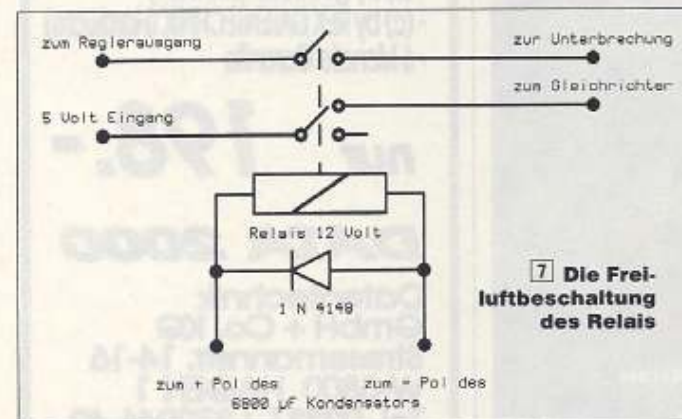 zum Reglerausgang
zur Unterbrechung
zum Gleichrichter
5 Volt Eingang
Relais 12 Volt
1 N 4148
7 Die Frei-
luftbeschaltung
des Relais
zum + Pol des
zum - Pol des
6800 µF Kondensators